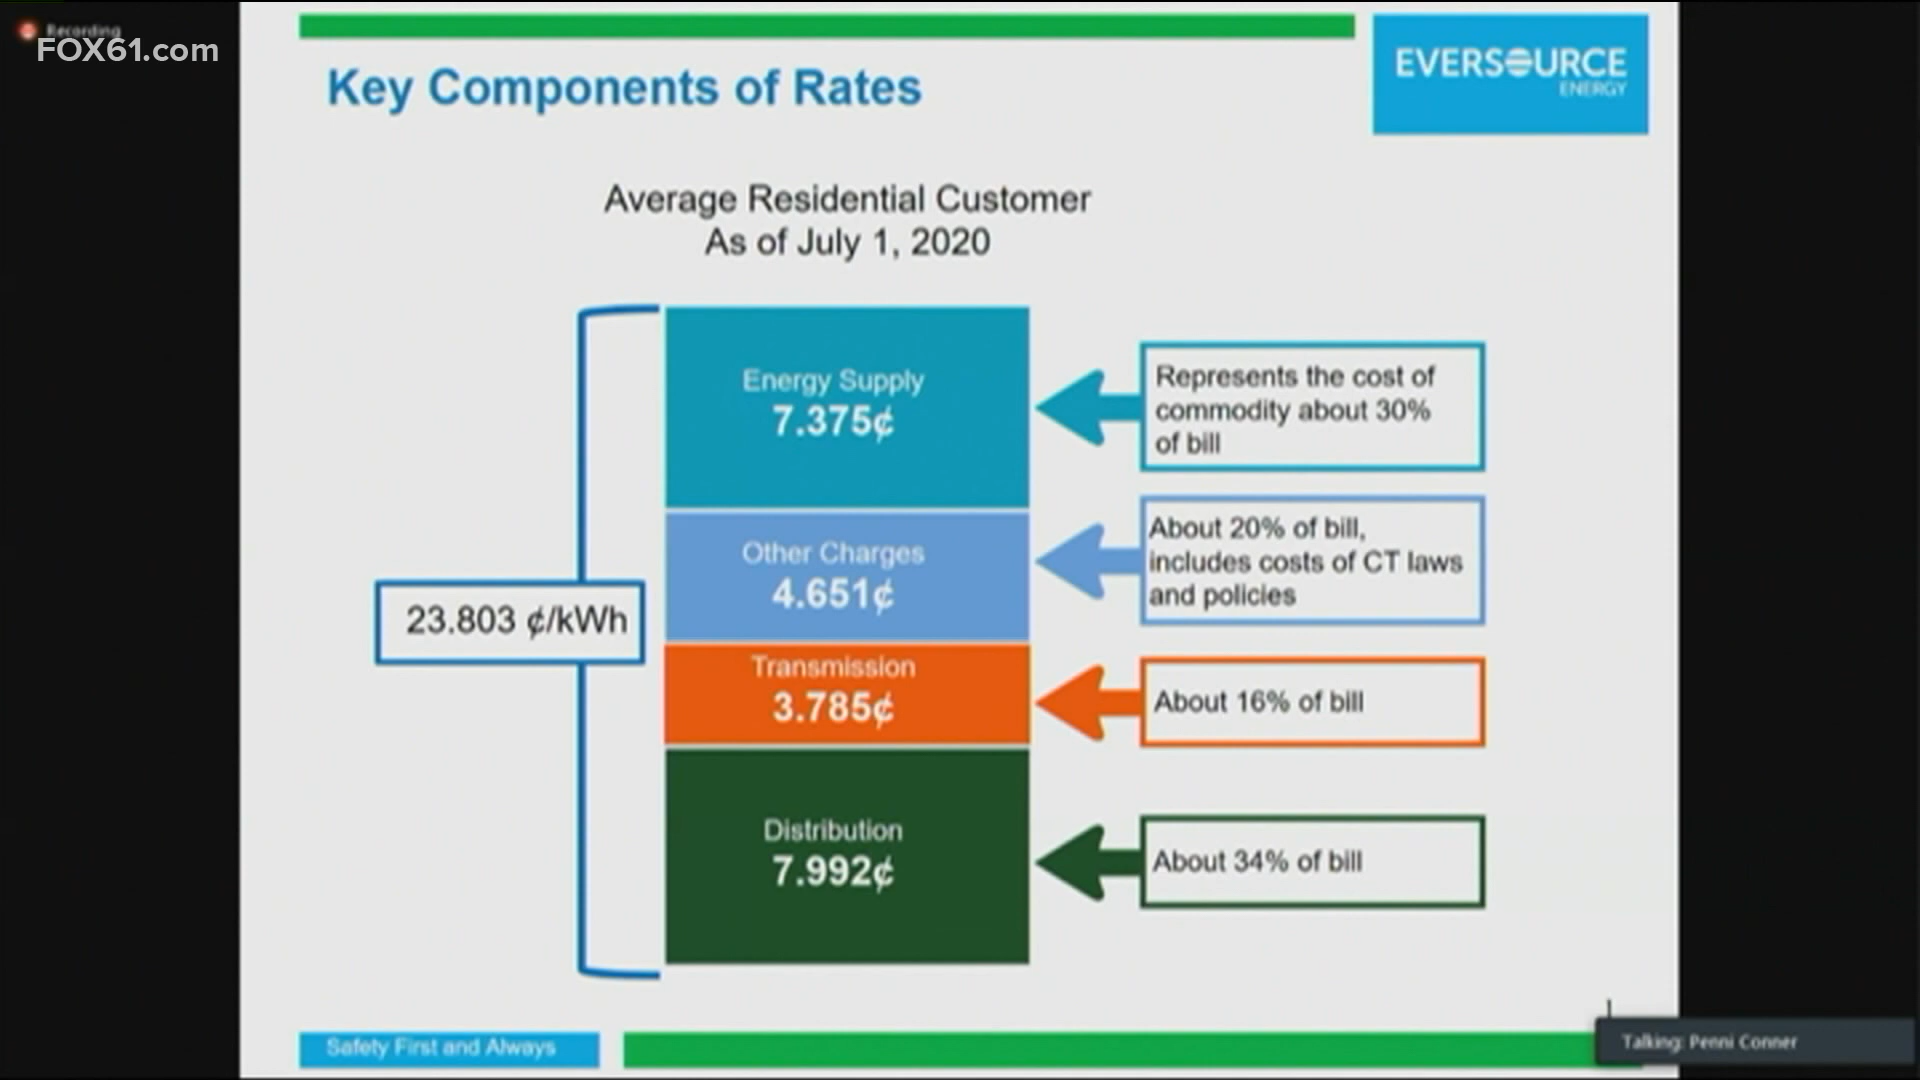 Recording
FOX61.com
EVERSOURCE
ENERGY
Key Components of Rates
Average Residential Customer
As of July 1, 2020
23.803 ¢/kWh
Energy Supply
7.375¢
Represents the cost of
commodity about 30%
of bill
Other Charges
4.651¢
About 20% of bill,
includes costs of CT laws
and policies
Transmission
3.785¢
About 16% of bill
Distribution
7.992¢
About 34% of bill
Safety First and Always
Talking: Penni Conner